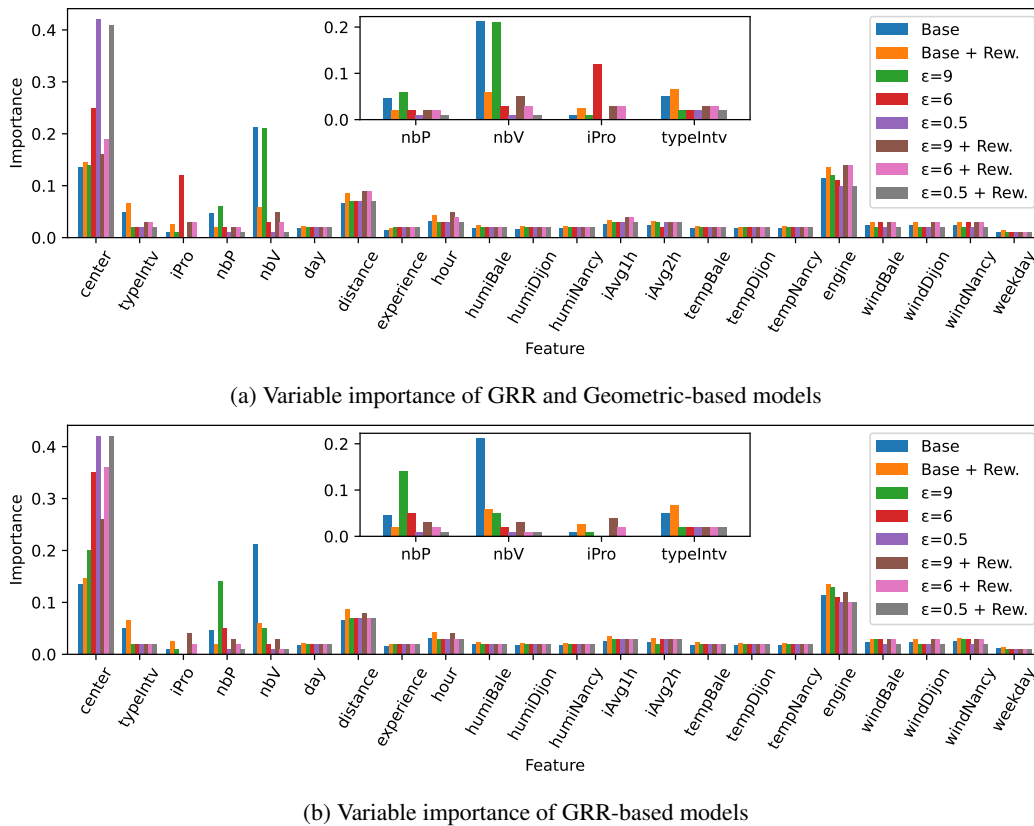 0.4
0.3
0.2
0.1
0.0
Importance
0.2
0.1
0.0
nbP nbV iPro typeIntv
Base
Base + Rew.
ε=9
ε=6
ε=0.5
ε=9 + Rew.
ε=6 + Rew.
ε=0.5 + Rew.
center typeIntv iPro nbP nbV day distance experience hour humiBale humiDijon humiNancy iAvg1h iAvg2h tempBale tempDijon tempNancy engine windBale windDijon windNancy weekday
Feature
(a) Variable importance of GRR and Geometric-based models
0.4
0.3
0.2
0.1
0.0
Importance
0.2
0.1
0.0
nbP nbV iPro typeIntv
Base
Base + Rew.
ε=9
ε=6
ε=0.5
ε=9 + Rew.
ε=6 + Rew.
ε=0.5 + Rew.
center typeIntv iPro nbP nbV day distance experience hour humiBale humiDijon humiNancy iAvg1h iAvg2h tempBale tempDijon tempNancy engine windBale windDijon windNancy weekday
Feature
(b) Variable importance of GRR-based models